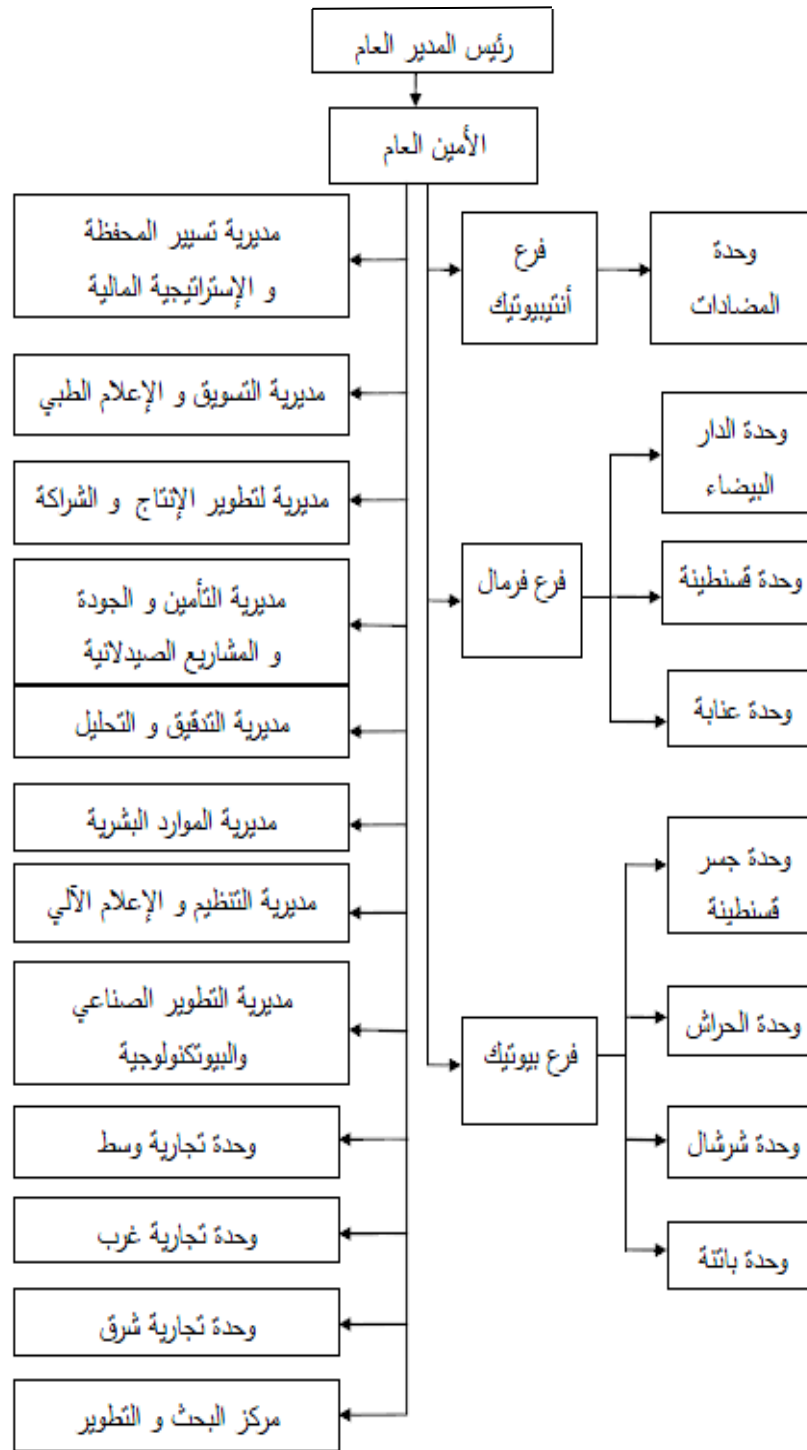 رئيس المدير العام
الأمين العام
مديرية تسيير المحفظة
و الإستراتيجية المالية
مديرية التسويق و الإعلام الطبي
مديرية لتطوير الإنتاج و الشراكة
مديرية التأمين و الجودة
و المشاريع الصيدلانية
مديرية التدقيق و التحليل
مديرية الموارد البشرية
مديرية التنظيم و الإعلام الآلي
مديرية التطوير الصناعي
والبيوتكنولوجية
وحدة تجارية وسط
وحدة تجارية غرب
وحدة تجارية شرق
مركز البحث و التطوير
فرع
أنتيبيوتيك
وحدة
المضادات
فرع فرمال
وحدة الدار
البيضاء
وحدة قسنطينة
وحدة عنابة
فرع بيوتيك
وحدة جسر
قسنطينة
وحدة الحراش
وحدة شرشال
وحدة باتنة